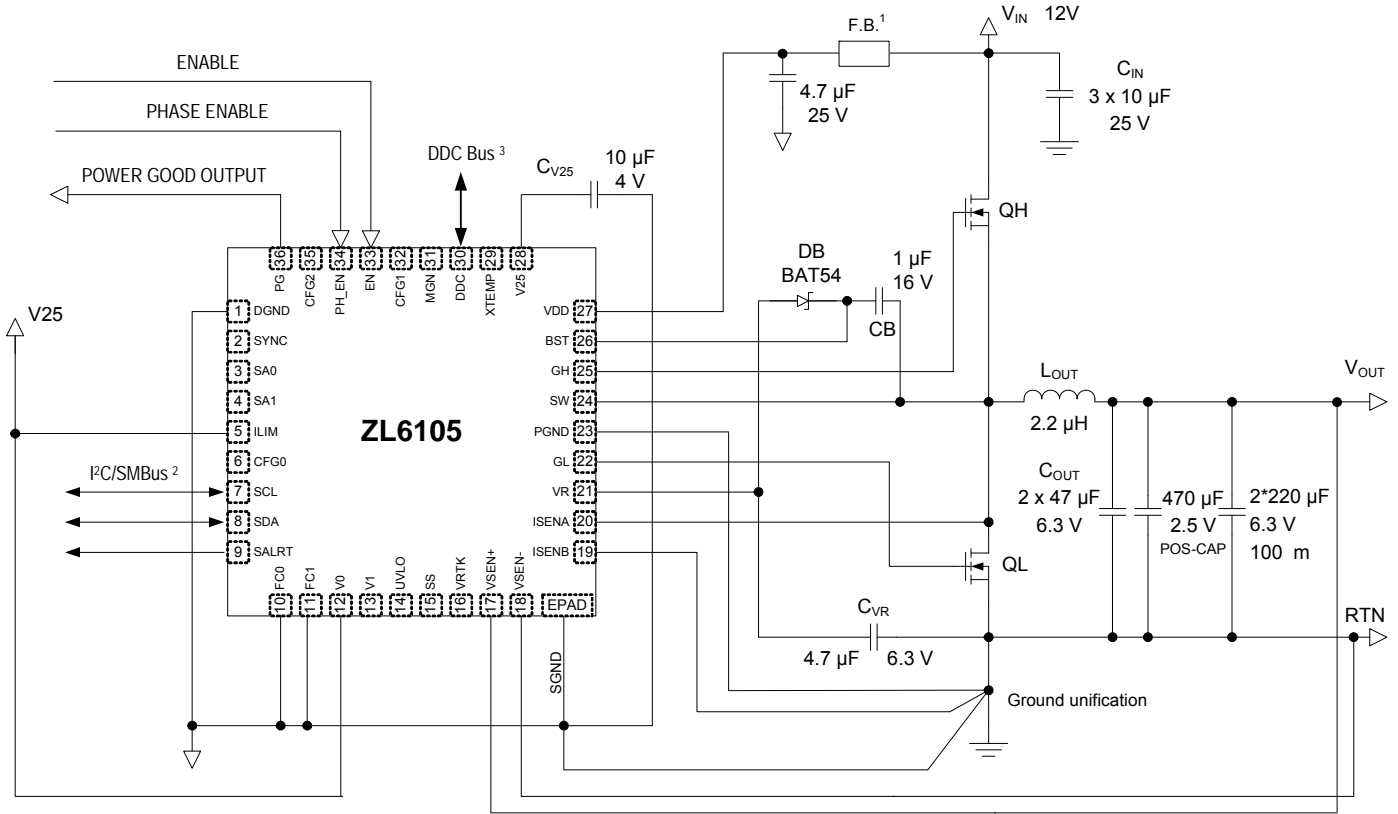 V_IN 12V
F.B.¹
ENABLE
PHASE ENABLE
POWER GOOD OUTPUT
4.7 µF
25 V
C_IN
3 x 10 µF
25 V
DDC Bus ³
C_V25
10 µF
4 V
QH
DB
BAT54
1 µF
16 V
CB
36 35 34 33 32 31 30 29 28
PG CFG2 PH_EN EN CFG1 MGN DDC XTEMP V25
V25
1 DGND
2 SYNC
3 SA0
4 SA1
5 ILIM
6 CFG0
7 SCL
8 SDA
9 SALRT
I²C/SMBus ²
ZL6105
VDD 27
BST 26
GH 25
SW 24
PGND 23
GL 22
VR 21
ISENA 20
ISENB 19
FC0 FC1 V0 V1 UVLO SS VRTK VSEN+ VSEN-
10 11 12 13 14 15 16 17 18 EPAD
SGND
L_OUT
2.2 µH
V_OUT
C_OUT
2 x 47 µF
6.3 V
470 µF
2.5 V
POS-CAP
2*220 µF
6.3 V
100 m
QL
C_VR
4.7 µF 6.3 V
RTN
Ground unification